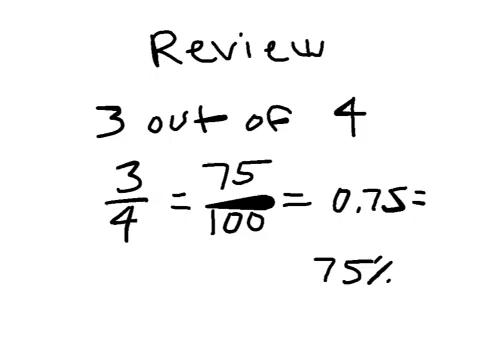 Review
3 out of 4
3/4 = 75/100 = 0.75 =
75%